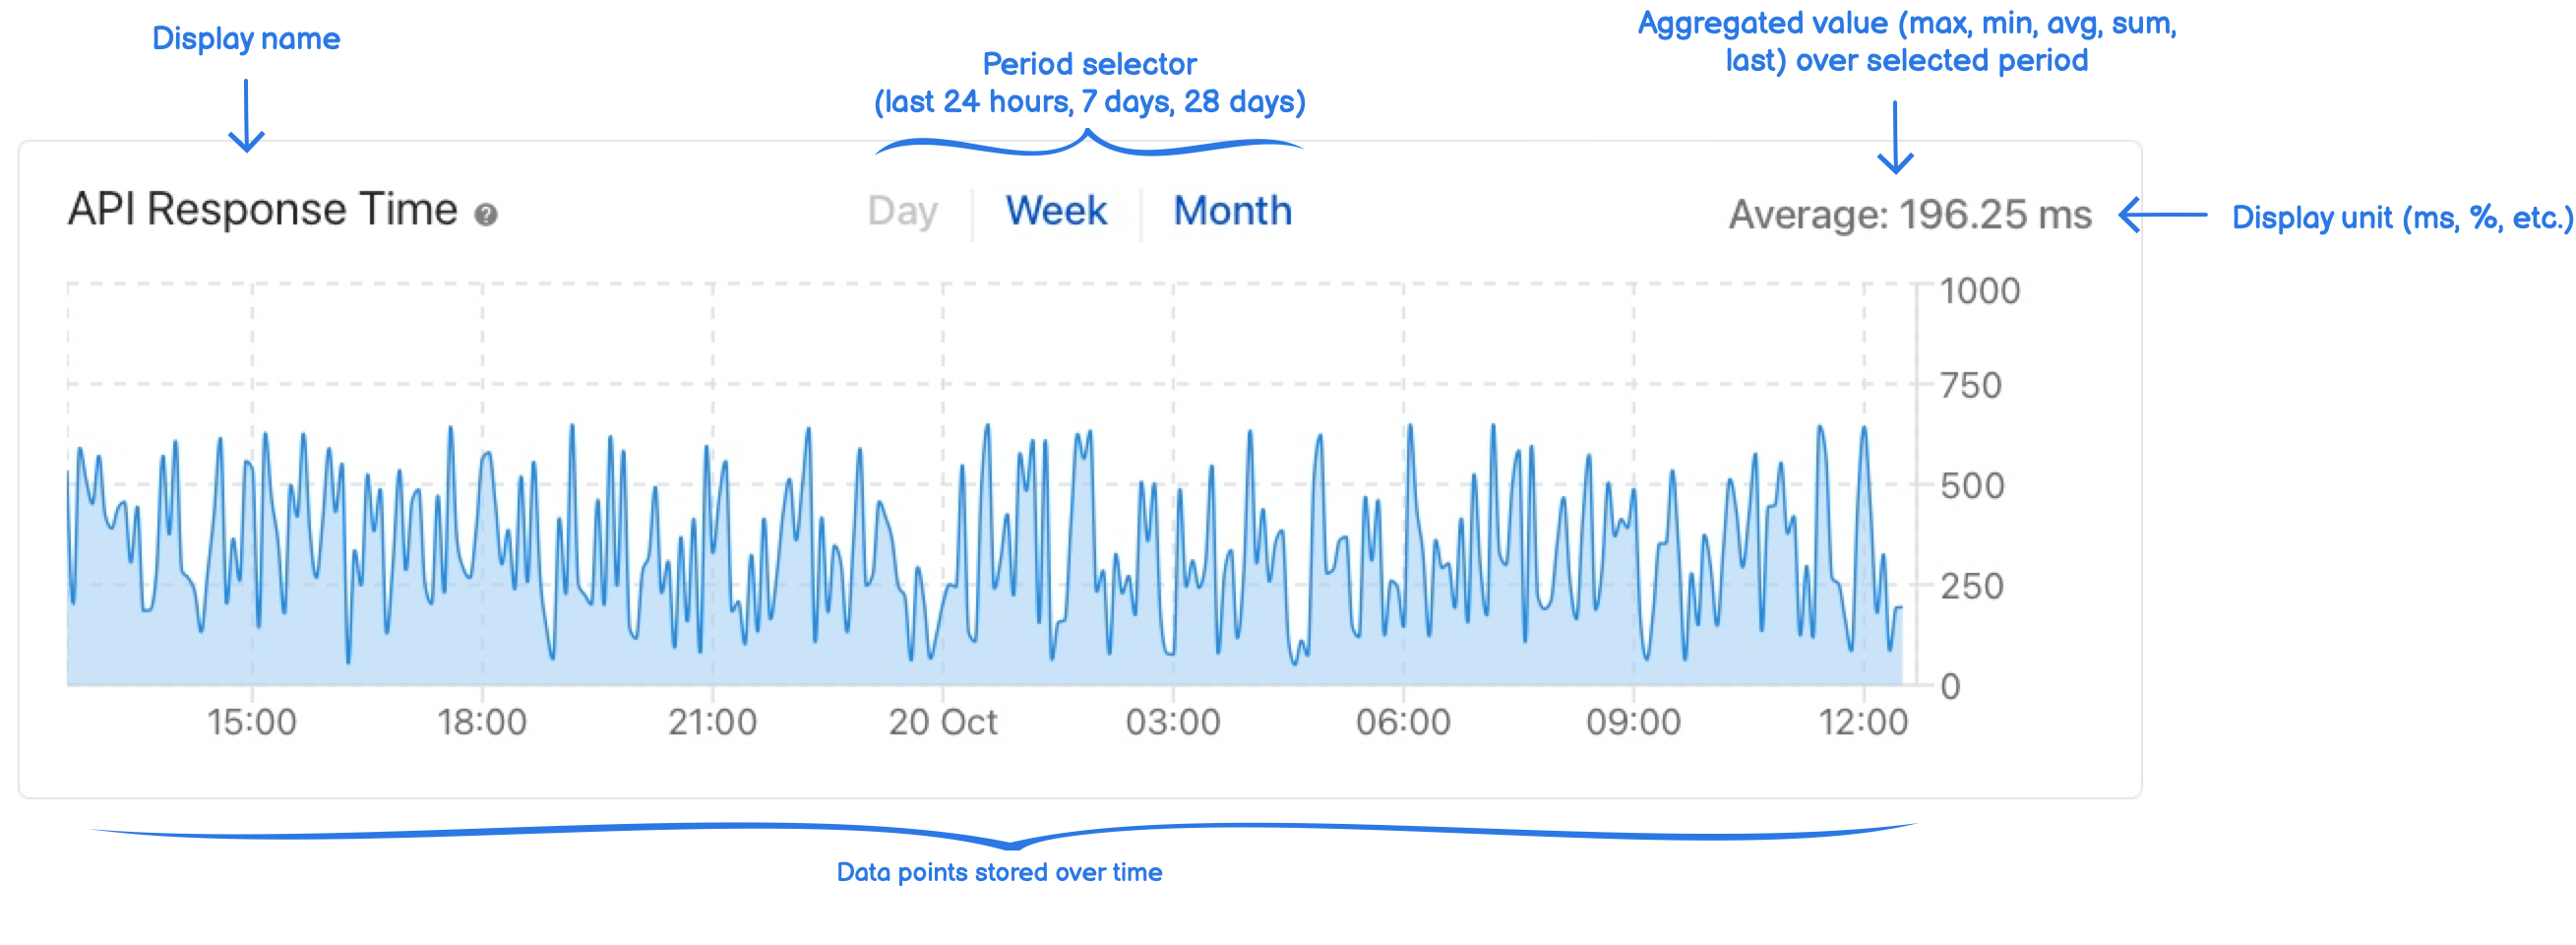 Display name
Period selector
(last 24 hours, 7 days, 28 days)
Aggregated value (max, min, avg, sum,
last) over selected period
API Response Time ?
Day Week Month
Average: 196.25 ms
Display unit (ms, %, etc.)
1000
750
500
250
0
15:00 18:00 21:00 20 Oct 03:00 06:00 09:00 12:00
Data points stored over time